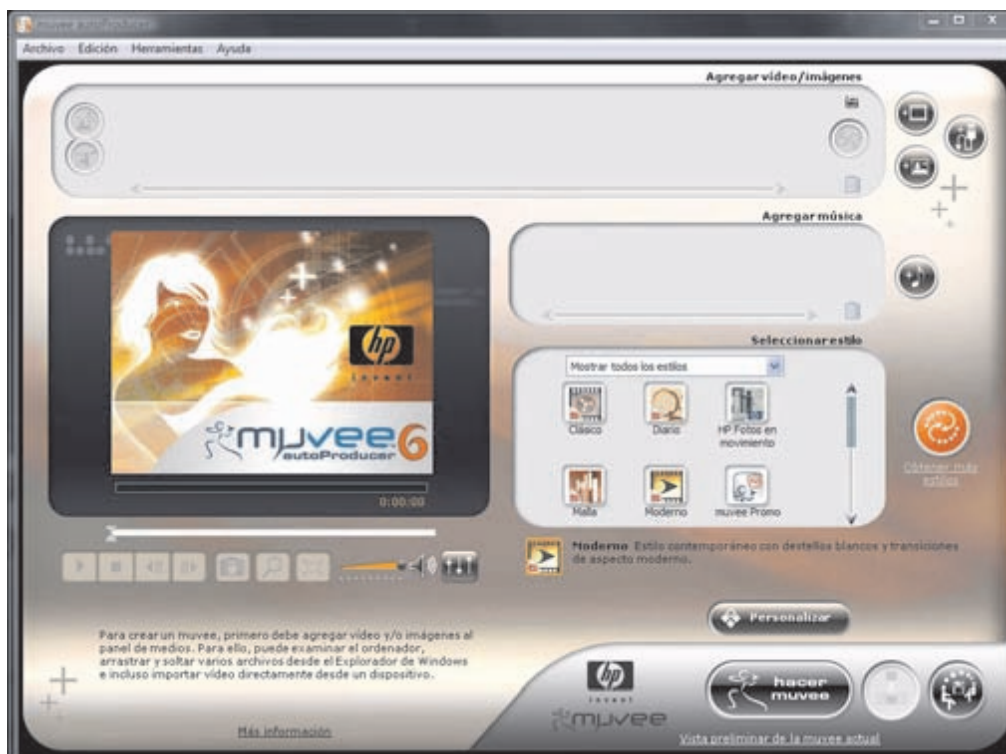 muvee autoProducer
Archivo Edición Herramientas Ayuda
Agregar vídeo/imágenes
Agregar música
hp
invent
muvee 6
autoProducer
0:00:00
Seleccionar estilo
Mostrar todos los estilos
Clásico
Diario
HP Fotos en
movimiento
Malla
Moderno
muvee Promo
Obtener más
estilos
Moderno Estilo contemporáneo con destellos blancos y transiciones
de aspecto moderno.
Personalizar
Para crear un muvee, primero debe agregar vídeo y/o imágenes al
panel de medios. Para ello, puede examinar el ordenador,
arrastrar y soltar varios archivos desde el Explorador de Windows
e incluso importar vídeo directamente desde un dispositivo.
Más información
hp
invent
muvee
hacer
muvee
Vista preliminar de la muvee actual